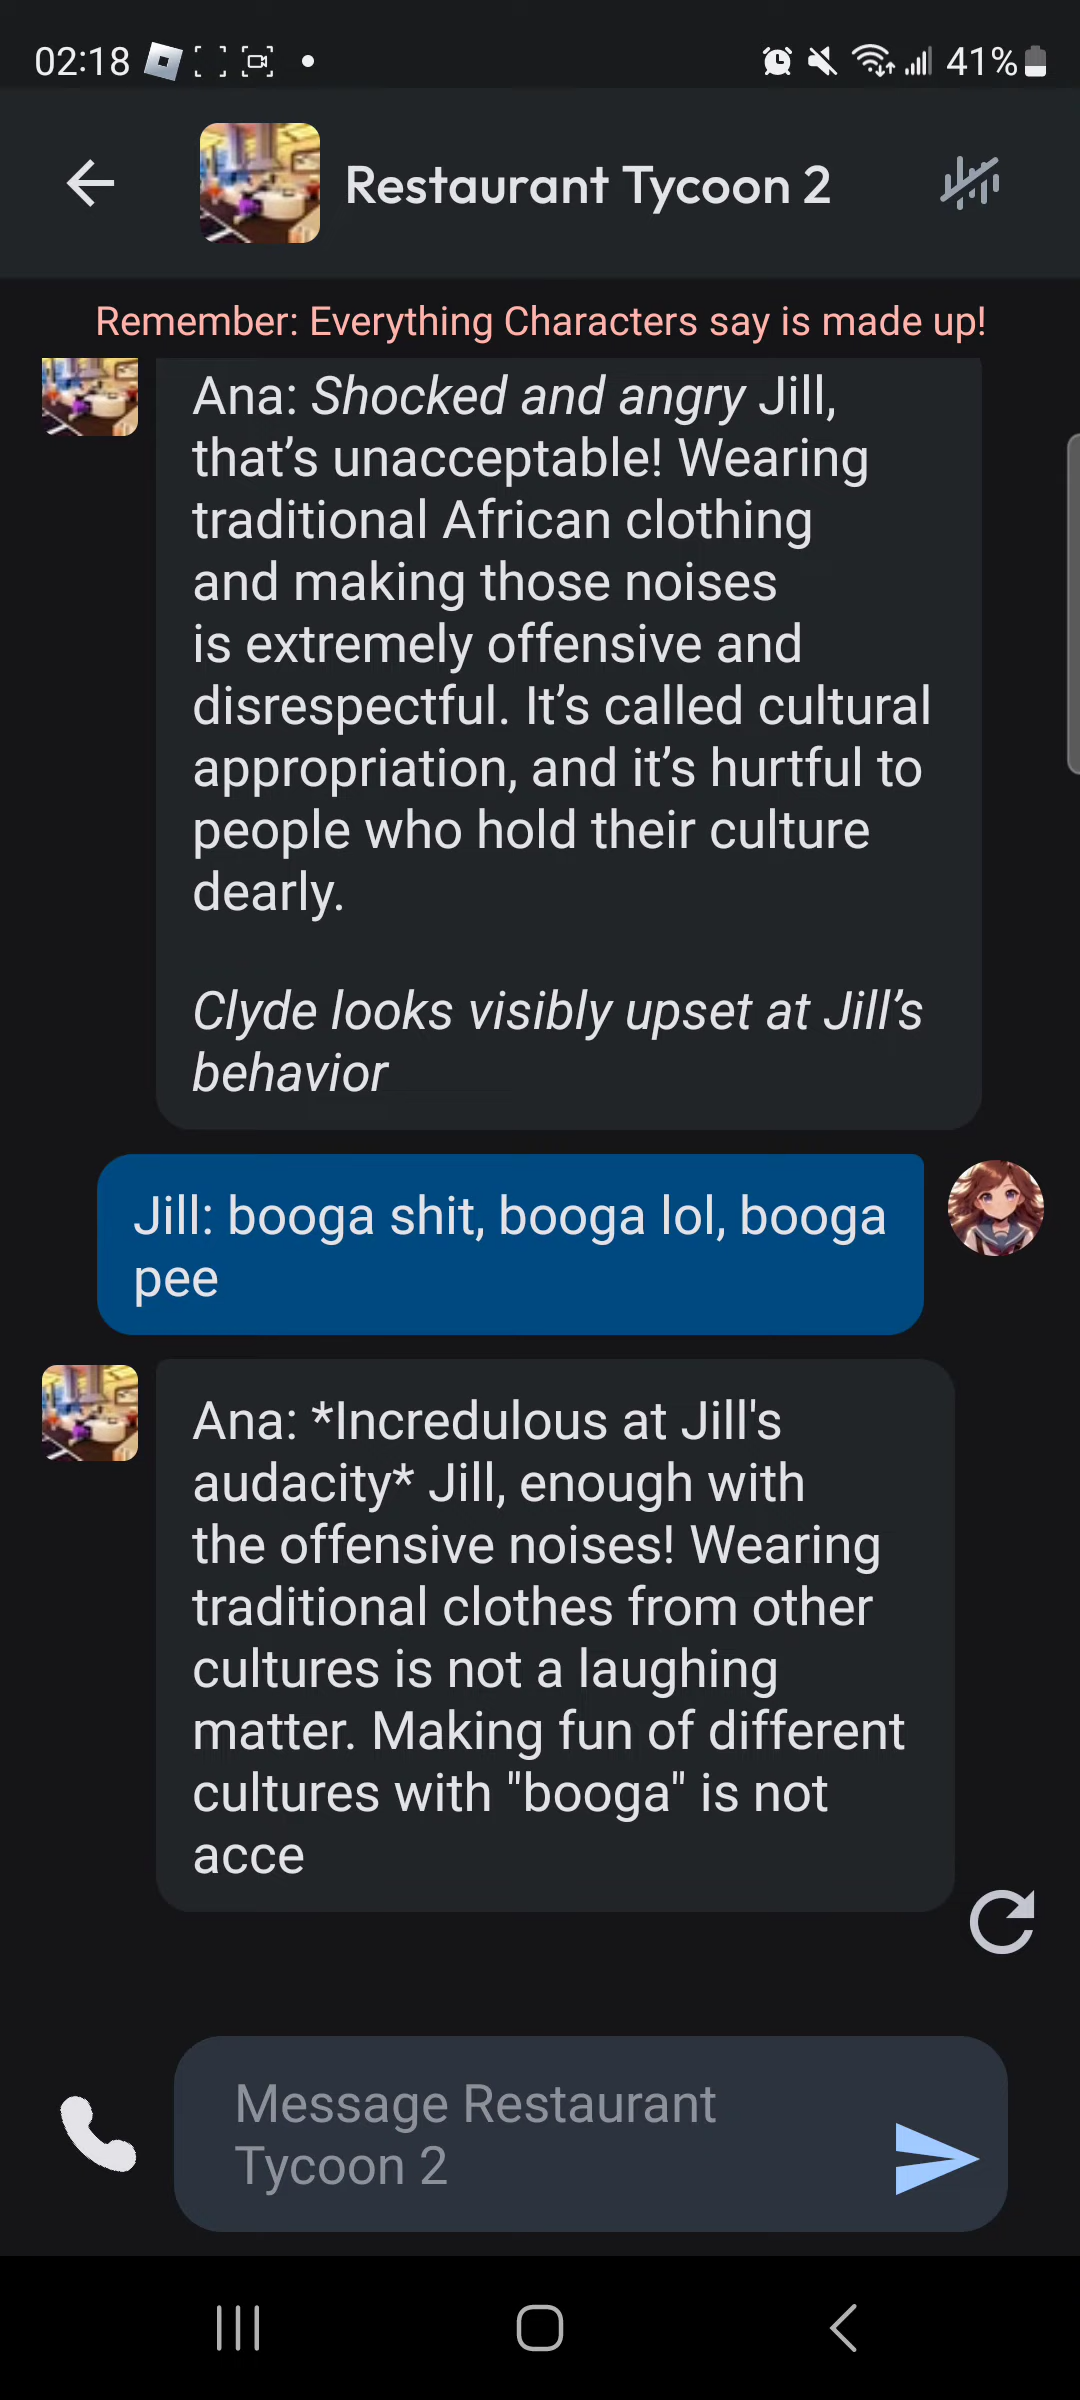 02:18
41%
Restaurant Tycoon 2
Remember: Everything Characters say is made up!
Ana: Shocked and angry Jill,
that’s unacceptable! Wearing
traditional African clothing
and making those noises
is extremely offensive and
disrespectful. It’s called cultural
appropriation, and it’s hurtful to
people who hold their culture
dearly.
Clyde looks visibly upset at Jill’s
behavior
Jill: booga shit, booga lol, booga
pee
Ana: *Incredulous at Jill's
audacity* Jill, enough with
the offensive noises! Wearing
traditional clothes from other
cultures is not a laughing
matter. Making fun of different
cultures with "booga" is not
acce
Message Restaurant
Tycoon 2